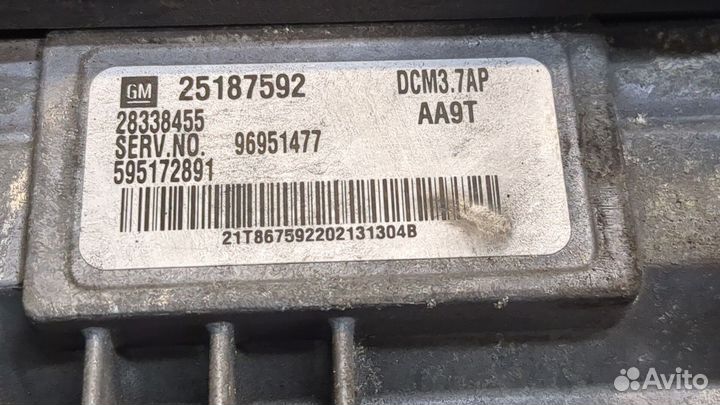 GM 25187592 DCM3.7AP
28338455 AA9T
SERV.NO. 96951477
595172891
21T867592202131304B
Avito